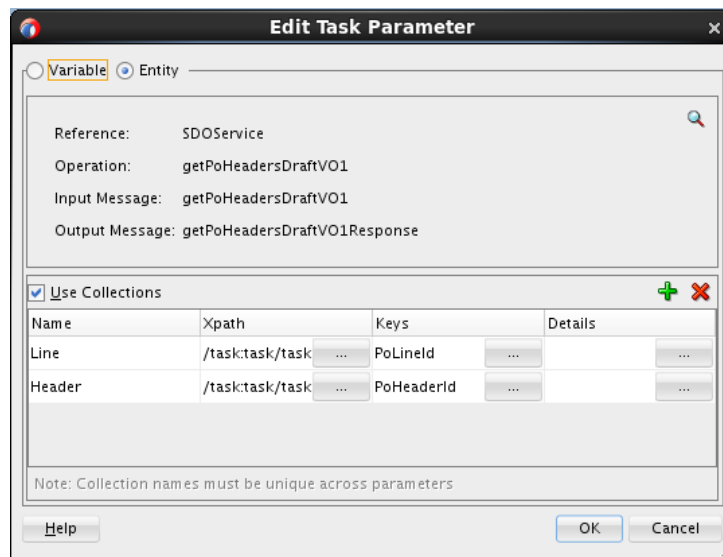 Edit Task Parameter
Variable Entity
Reference: SDOService
Operation: getPoHeadersDraftVO1
Input Message: getPoHeadersDraftVO1
Output Message: getPoHeadersDraftVO1Response
Use Collections
Name Xpath Keys Details
Line /task:task/task ... PoLineId ... ...
Header /task:task/task ... PoHeaderId ... ...
Note: Collection names must be unique across parameters
Help OK Cancel